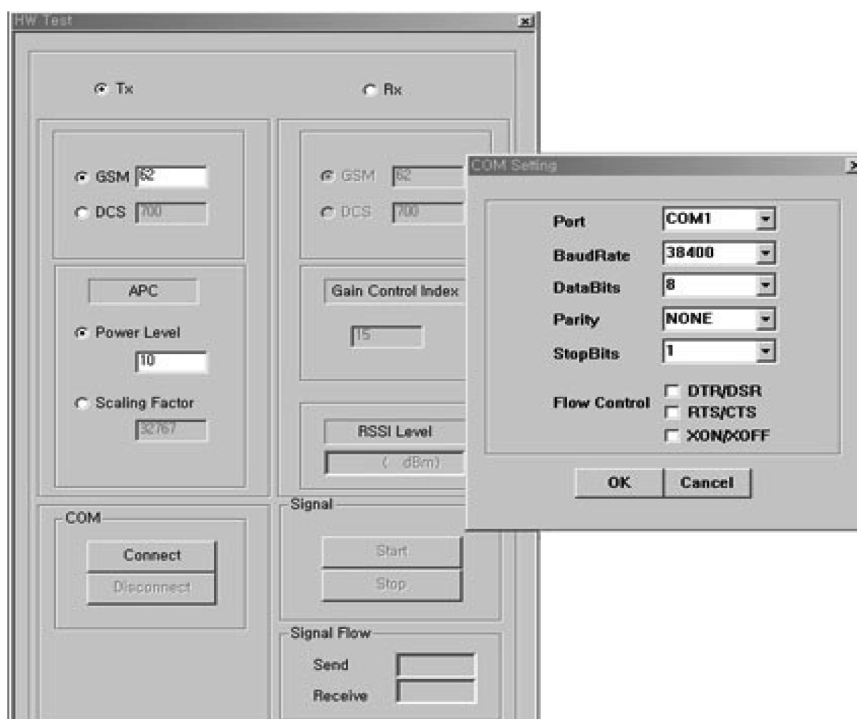 HW Test
Tx
Rx
GSM 62
DCS 700
APC
Power Level
10
Scaling Factor
32767
GSM 62
DCS 700
Gain Control Index
15
RSSI Level
( dBm)
COM
Connect
Disconnect
Signal
Start
Stop
Signal Flow
Send
Receive
COM Setting
Port COM1
BaudRate 38400
DataBits 8
Parity NONE
StopBits 1
Flow Control
DTR/DSR
RTS/CTS
XON/XOFF
OK Cancel